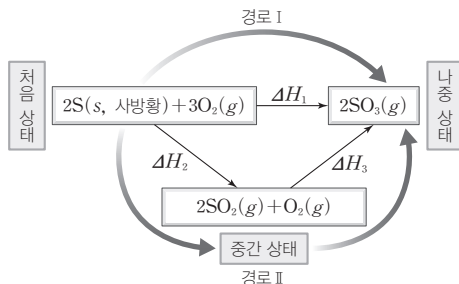 경로 Ⅰ
처음 상태
2S(s, 사방황)+3O₂(g)
ΔH₁
2SO₃(g)
나중 상태
ΔH₂
ΔH₃
2SO₂(g)+O₂(g)
중간 상태
경로 Ⅱ